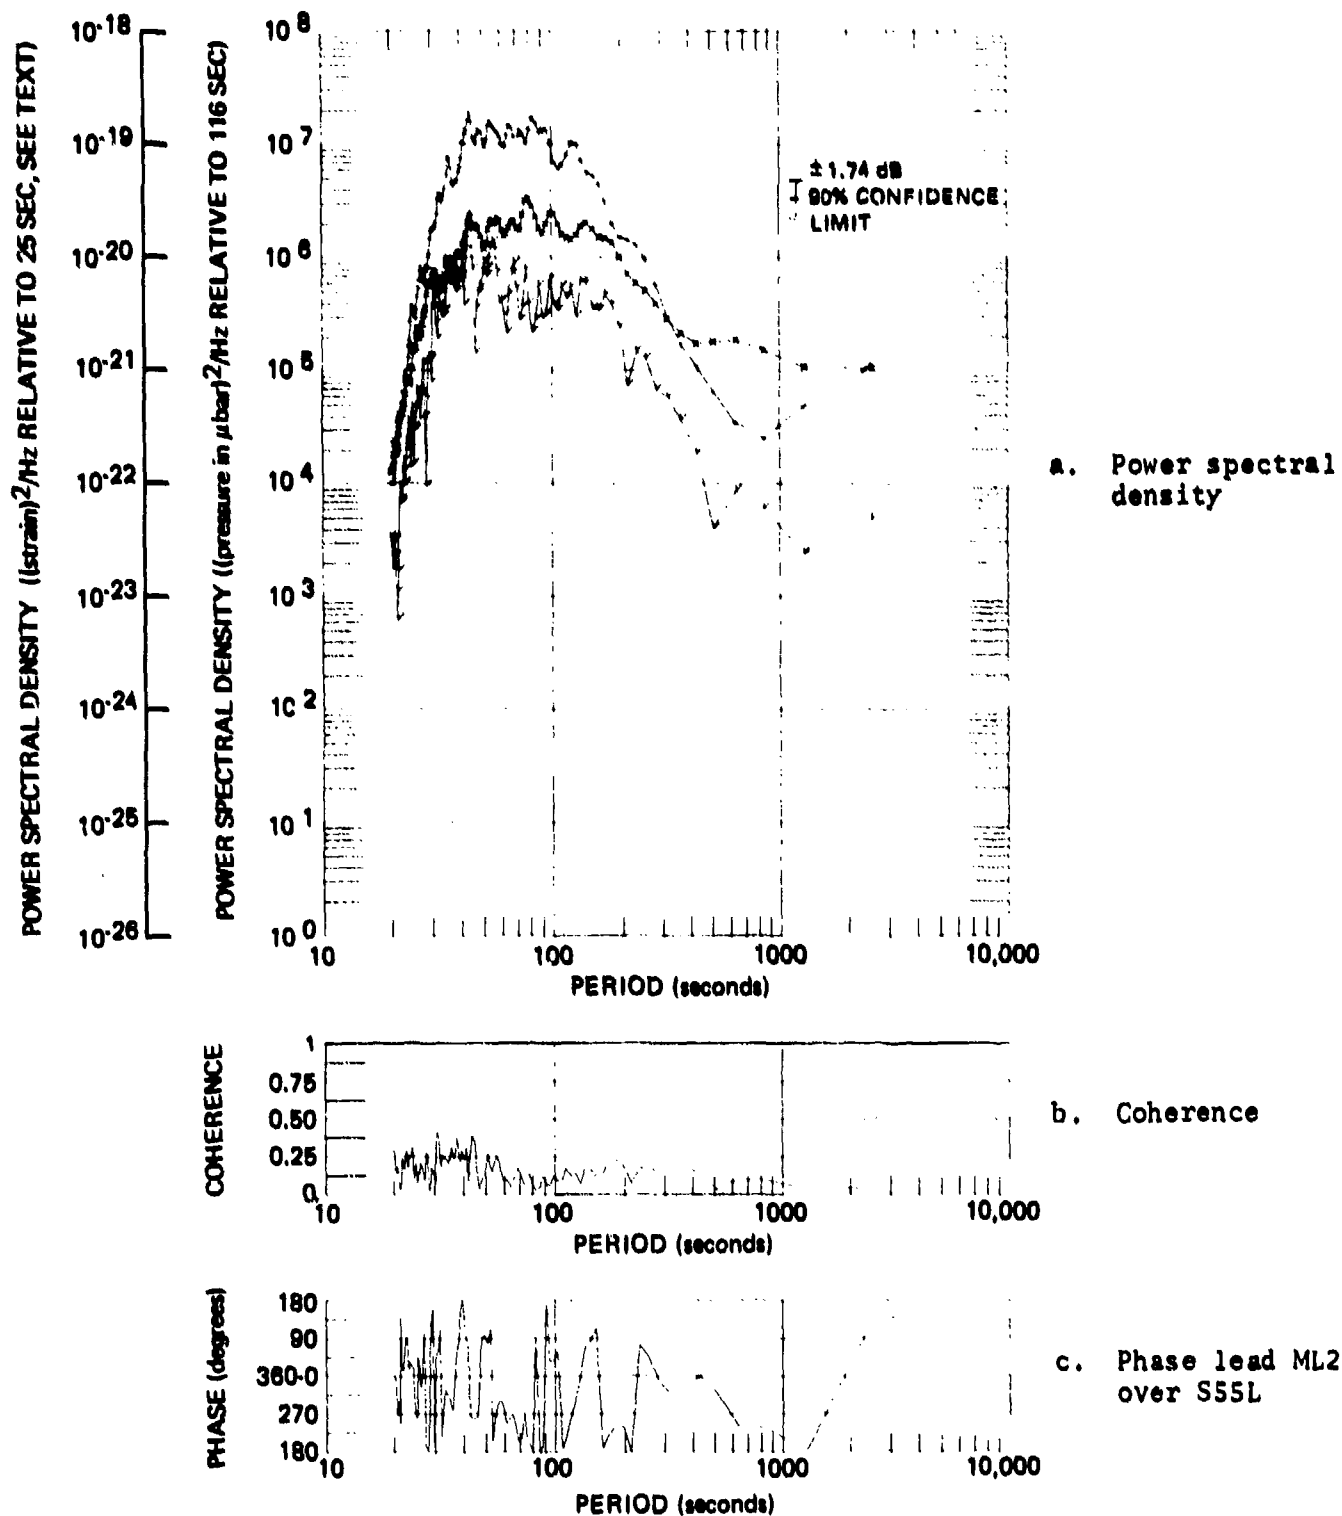 POWER SPECTRAL DENSITY ((strain)2/Hz RELATIVE TO 25 SEC, SEE TEXT)
10-18
10-19
10-20
10-21
10-22
10-23
10-24
10-25
10-26
POWER SPECTRAL DENSITY ((pressure in μbar)2/Hz RELATIVE TO 116 SEC)
10 8
10 7
10 6
10 5
10 4
10 3
10 2
10 1
10 0
± 1.74 dB
90% CONFIDENCE
LIMIT
10
100
1000
10,000
PERIOD (seconds)
a. Power spectral
density
COHERENCE
1
0.75
0.50
0.25
0
10
100
1000
10,000
PERIOD (seconds)
b. Coherence
PHASE (degrees)
180
90
360-0
270
180
10
100
1000
10,000
PERIOD (seconds)
c. Phase lead ML2
over S55L